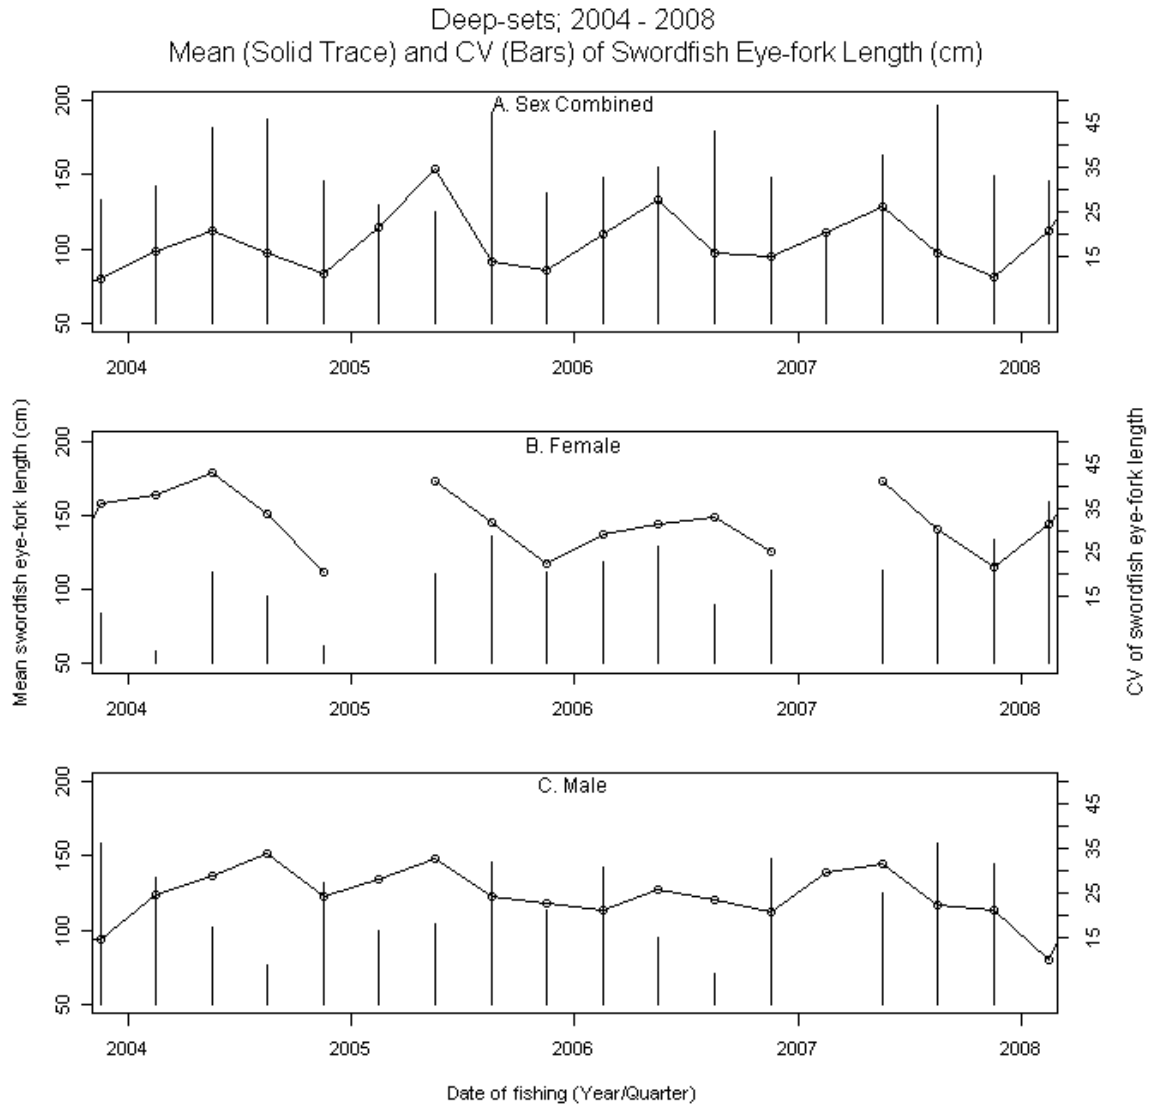 Deep-sets; 2004 - 2008
Mean (Solid Trace) and CV (Bars) of Swordfish Eye-fork Length (cm)
A. Sex Combined
200
150
100
50
45
35
25
15
2004 2005 2006 2007 2008
Mean swordfish eye-fork length (cm)
CV of swordfish eye-fork length
B. Female
200
150
100
50
45
35
25
15
2004 2005 2006 2007 2008
C. Male
200
150
100
50
45
35
25
15
2004 2005 2006 2007 2008
Date of fishing (Year/Quarter)